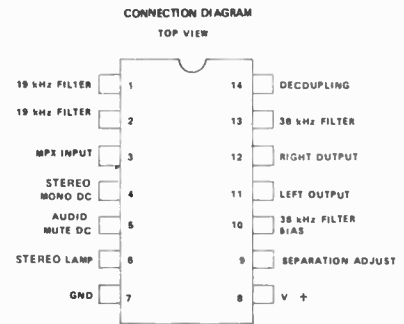 CONNECTION DIAGRAM
TOP VIEW
19 kHz FILTER 1
14 DECOUPLING
19 kHz FILTER 2
13 38 kHz FILTER
MPX INPUT 3
12 RIGHT OUTPUT
STEREO
MONO DC 4
11 LEFT OUTPUT
AUDIO
MUTE DC 5
10 38 kHz FILTER
BIAS
STEREO LAMP 6
9 SEPARATION ADJUST
GND 7
8 V +